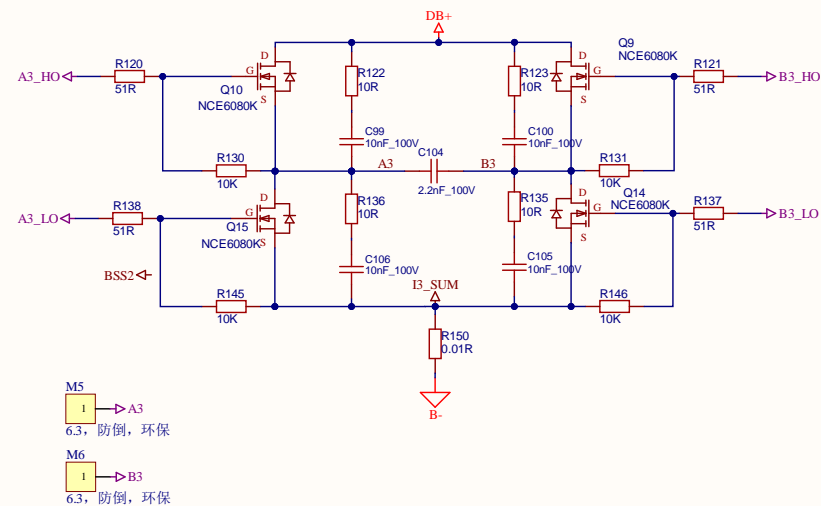 DB+
Q9
D
D
A3_HO
R120
51R
G
Q10
NCE6080K
S
R122
10R
R123
10R
G
S
NCE6080K
R121
51R
B3_HO
C99
10nF_100V
C100
10nF_100V
R130
10K
A3
C104
2.2nF_100V
B3
R131
10K
A3_LO
R138
51R
D
G
Q15
NCE6080K
S
R136
10R
R135
10R
D
G
S
Q14
NCE6080K
R137
51R
B3_LO
BSS2
C106
10nF_100V
C105
10nF_100V
R145
10K
I3_SUM
R146
10K
R150
0.01R
B-
M5
1
A3
6.3，防倒，环保
M6
1
B3
6.3，防倒，环保